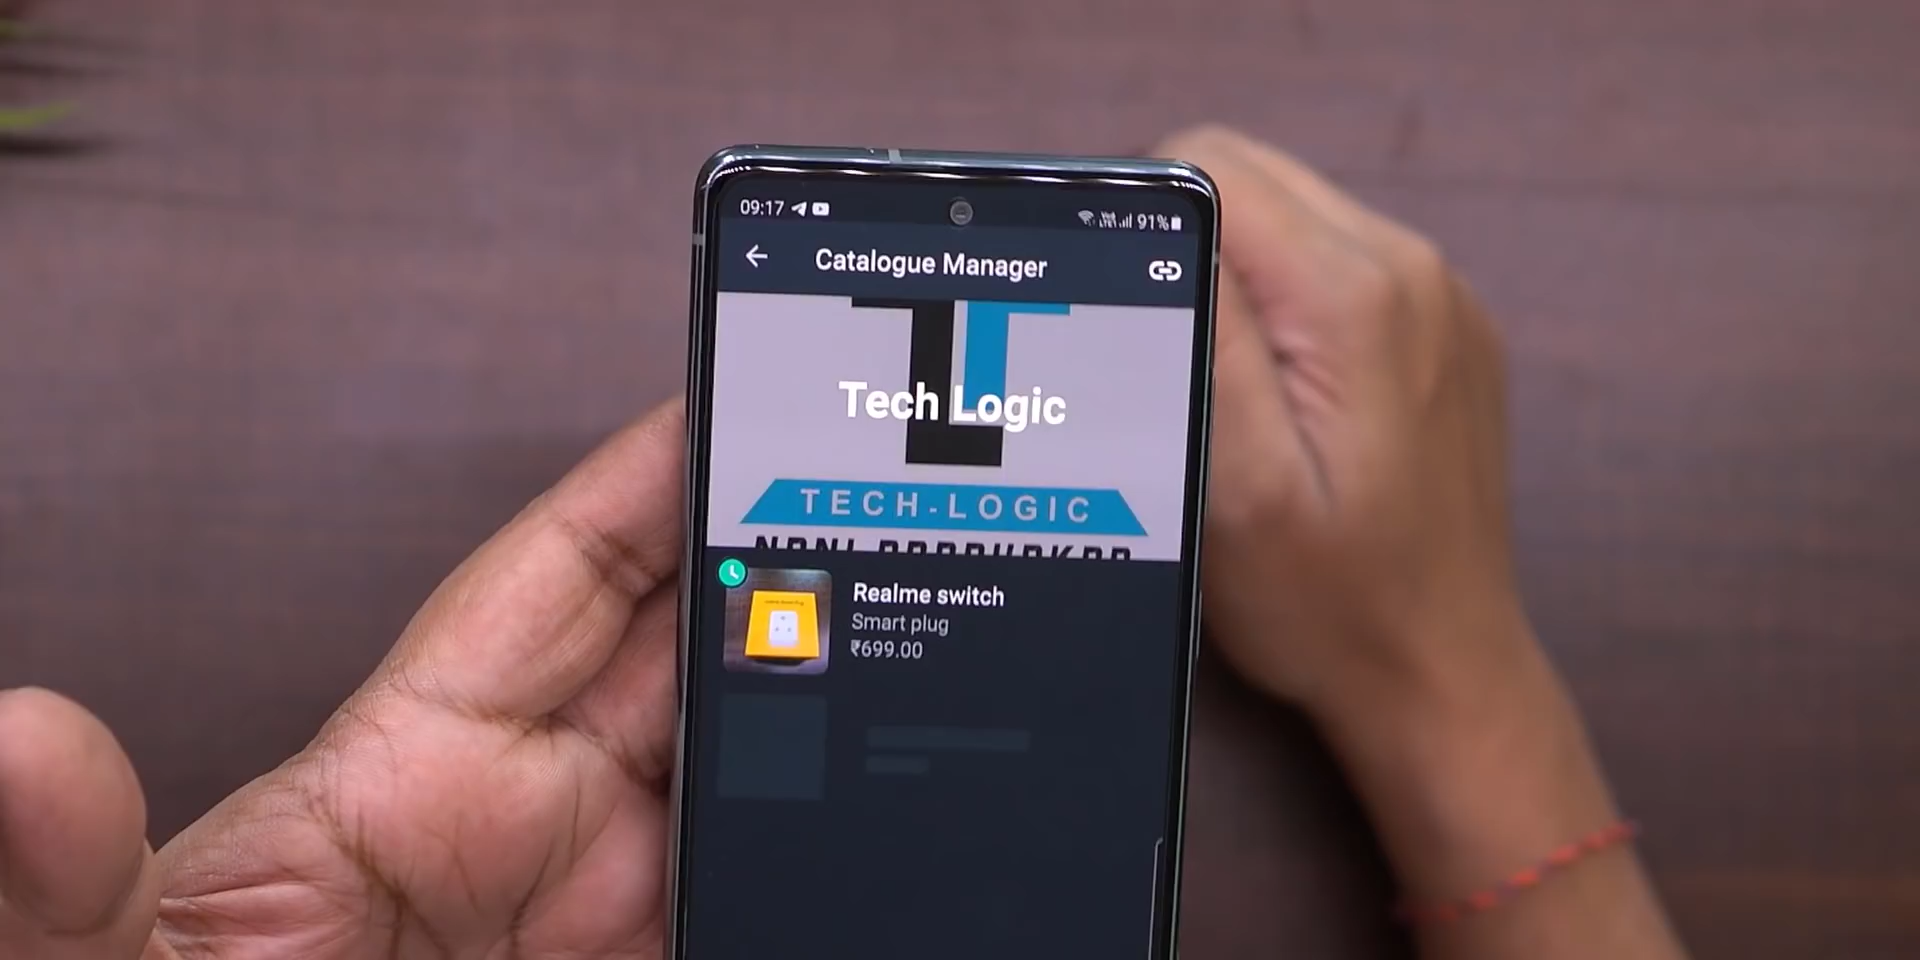 09:17
91%
Catalogue Manager
Tech Logic
TECH-LOGIC
Realme switch
Smart plug
₹699.00